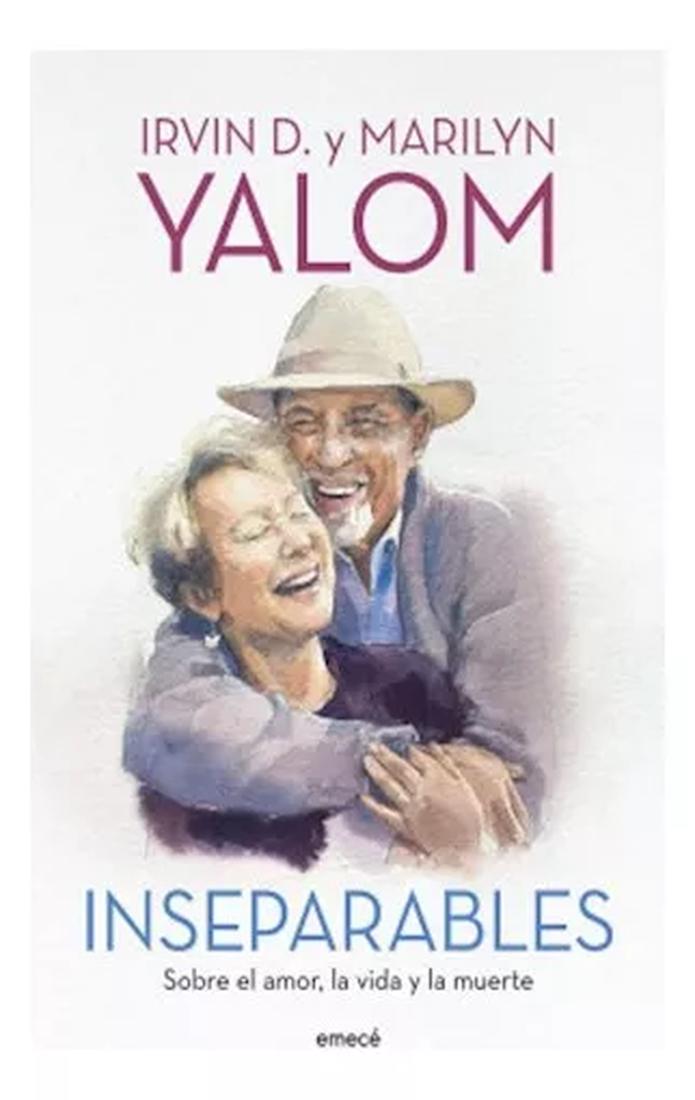 IRVIN D. y MARILYN
YALOM
INSEPARABLES
Sobre el amor, la vida y la muerte
emecé